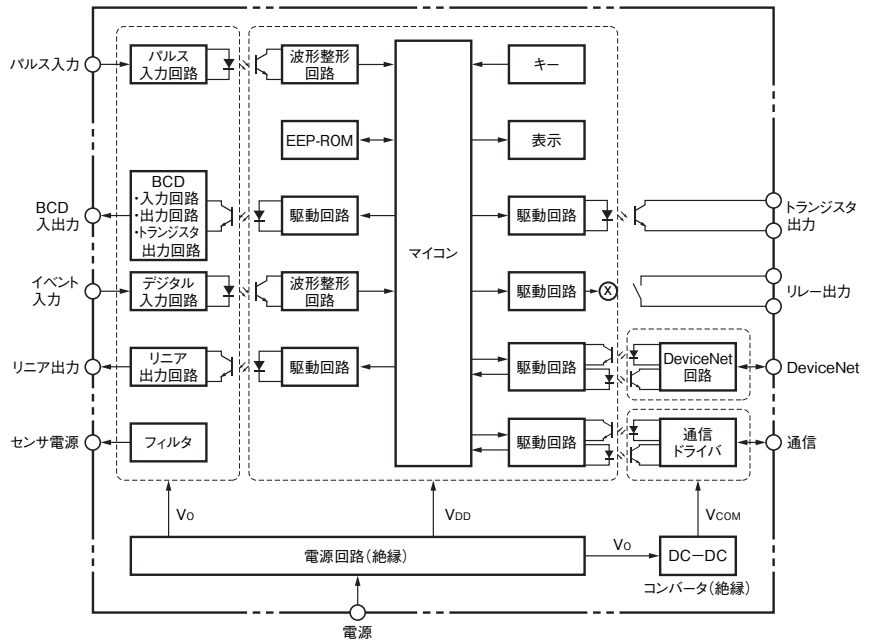 パルス入力
パルス
入力回路
波形整形
回路
キー
EEP-ROM
表示
BCD
入出力
BCD
・入力回路
・出力回路
・トランジスタ
出力回路
駆動回路
マイコン
駆動回路
トランジスタ
出力
イベント
入力
デジタル
入力回路
波形整形
回路
駆動回路
X
リレー出力
リニア出力
リニア
出力回路
駆動回路
駆動回路
DeviceNet
回路
DeviceNet
センサ電源
フィルタ
駆動回路
通信
ドライバ
通信
VO
VDD
VCOM
電源回路(絶縁)
VO
DC－DC
コンバータ(絶縁)
電源